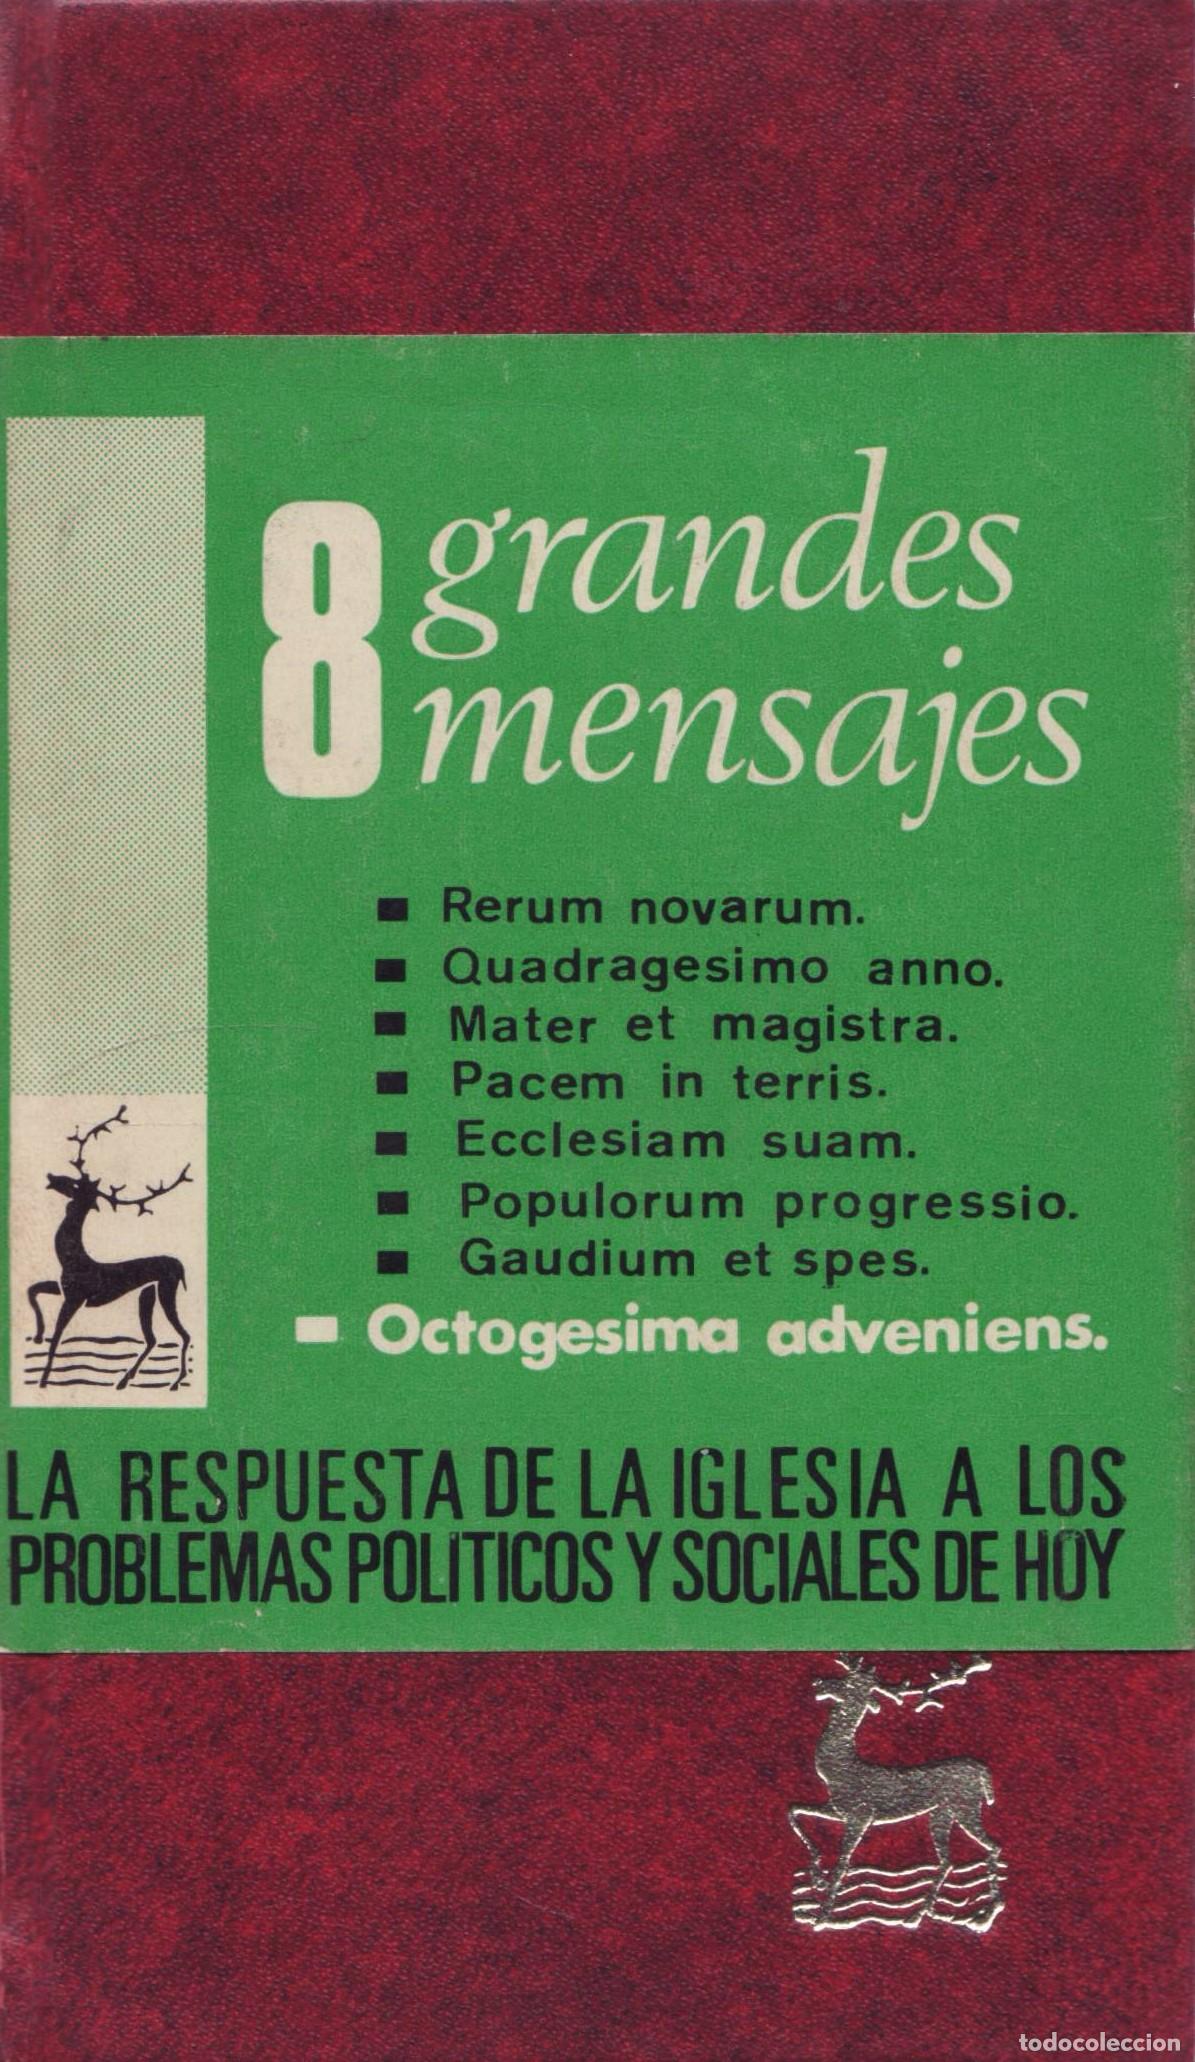 8 grandes
mensajes
Rerum novarum.
Quadragesimo anno.
Mater et magistra.
Pacem in terris.
Ecclesiam suam.
Populorum progressio.
Gaudium et spes.
Octogesima adveniens.
LA RESPUESTA DE LA IGLESIA A LOS
PROBLEMAS POLITICOS Y SOCIALES DE HOY
todocoleccion